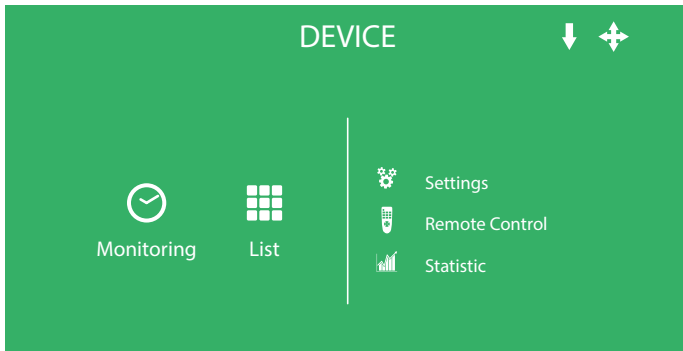 DEVICE
Monitoring
List
Settings
Remote Control
Statistic